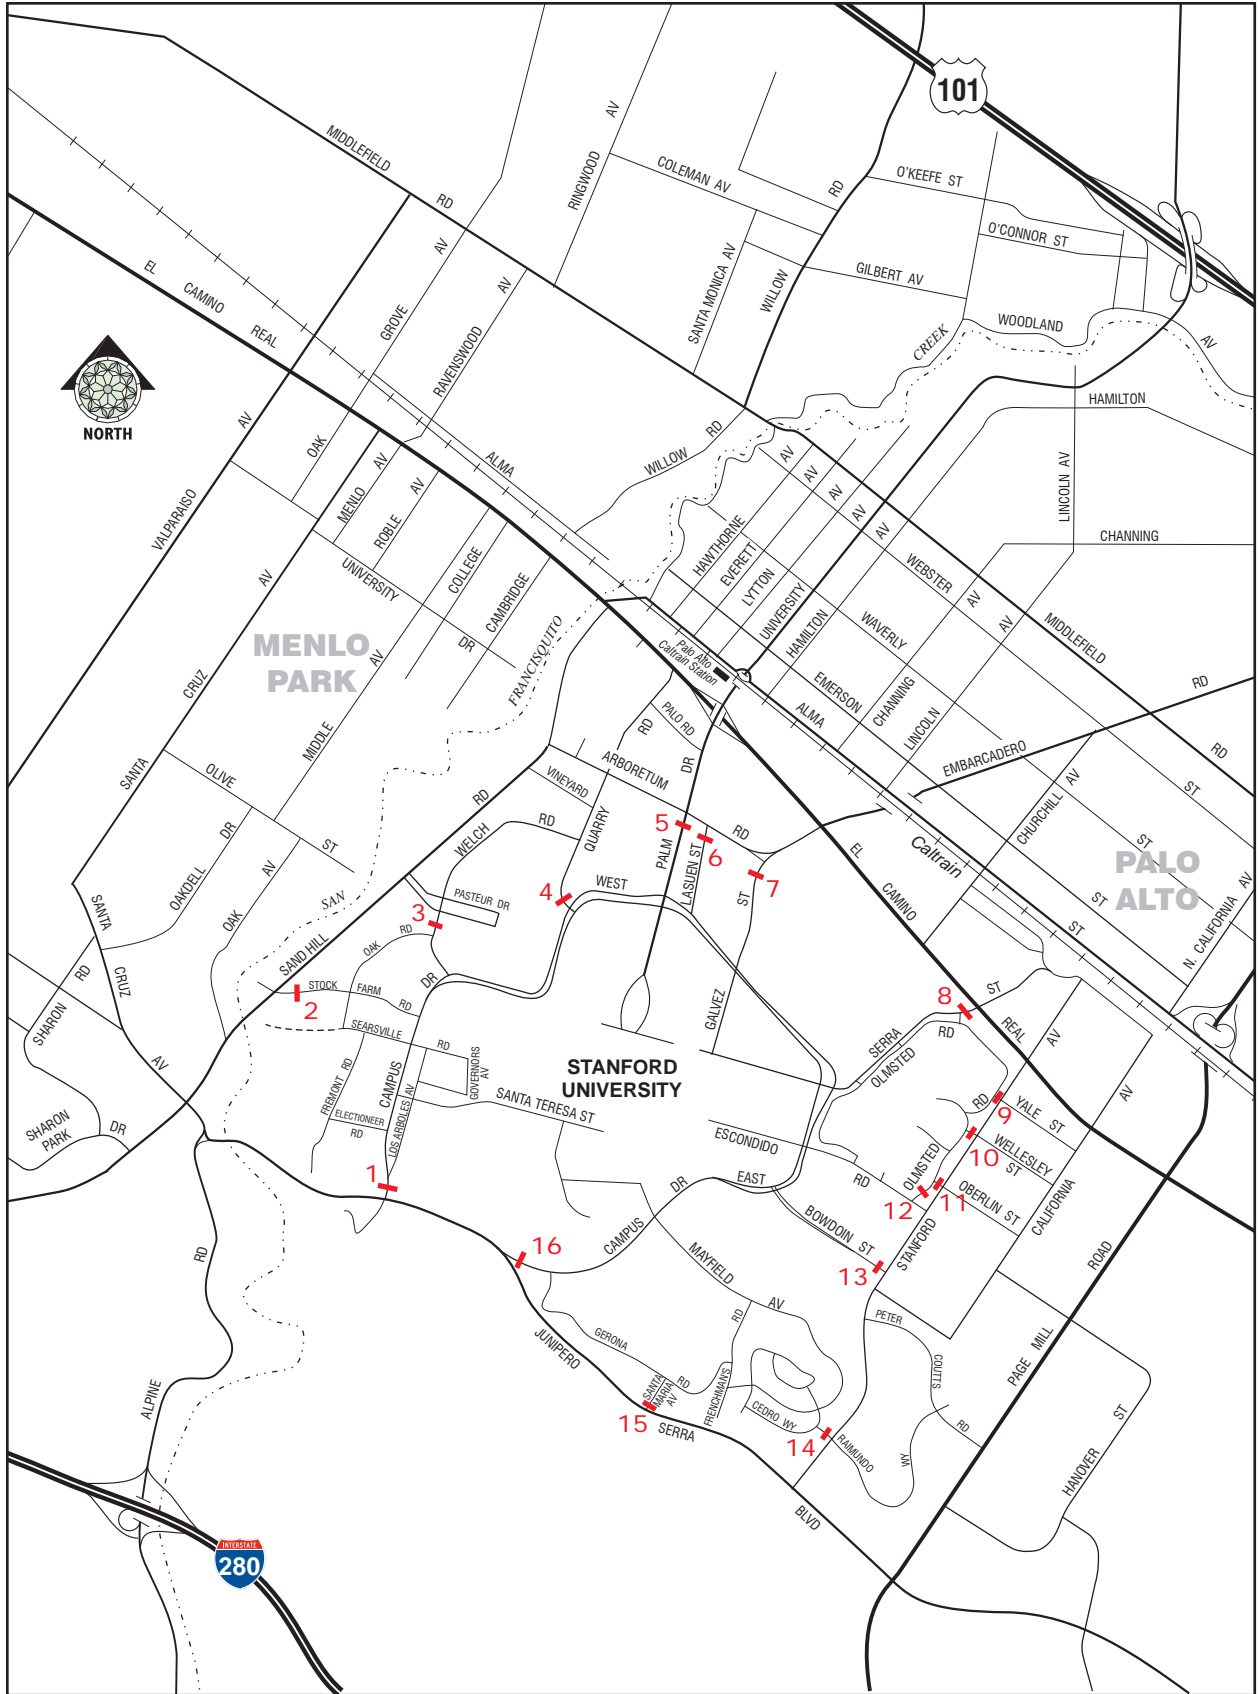 101
MIDDLEFIELD
RD
RINGWOOD
AV
COLEMAN AV
RD
O'KEEFE ST
O'CONNOR ST
EL
CAMINO
REAL
GROVE
AV
RAVENSWOOD
AV
SANTA MONICA AV
WILLOW
GILBERT AV
CREEK
WOODLAND
AV
NORTH
HAMILTON
VALPARAISO
AV
OAK
MENLO
AV
ROBLE
AV
ALMA
WILLOW
RD
LINCOLN AV
CHANNING
UNIVERSITY
DR
COLLEGE
CAMBRIDGE
HAWTHORNE
AV
EVERETT
AV
LYTTON
AV
UNIVERSITY
AV
HAMILTON
AV
WEBSTER
ST
WAVERLY
ST
MIDDLEFIELD
RD
MENLO
PARK
SANTA
CRUZ
AV
MIDDLE
AV
FRANCISQUITO
Palo Alto
Caltrain Station
EMERSON
ST
ALMA
ST
CHANNING
AV
LINCOLN
AV
EMBARCADERO
RD
OLIVE
ST
OAKDELL
DR
OAK
AV
SAN
SAND HILL
RD
WELCH
RD
VINEYARD
ARBORETUM
RD
QUARRY
RD
PALO RD
PALM
DR
LASUEN ST
5
6
7
4
3
WEST
PASTEUR DR
GALVEZ
ST
EL
CAMINO
REAL
Caltrain
CHURCHILL AV
PALO
ALTO
N. CALIFORNIA AV
SANTA
CRUZ
AV
SHARON
RD
SHARON
PARK
DR
2
STOCK
FARM
RD
OAK
RD
SEARSVILLE
RD
CAMPUS
DR
FREMONT RD
ELECTIONEER
RD
LOS ARBOLES AV
GOVERNORS
AV
SANTA TERESA ST
STANFORD
UNIVERSITY
8
SERRA
ST
OLMSTED
RD
ESCONDIDO
RD
OLMSTED
RD
9
YALE ST
10
WELLESLEY
ST
11
OBERLIN ST
12
STANFORD
AV
CALIFORNIA
AV
1
16
CAMPUS
DR
EAST
BOWDOIN ST
13
MAYFIELD
AV
PETER
COUTTS
RD
PAGE MILL
ROAD
HANOVER
ST
ALPINE
RD
JUNIPERO
SERRA
BLVD
GERONA
RD
SANTA
MARIA
AV
15
FRENCHMAN'S
RD
CEDRO WY
14
RAIMUNDO
WY
INTERSTATE
280